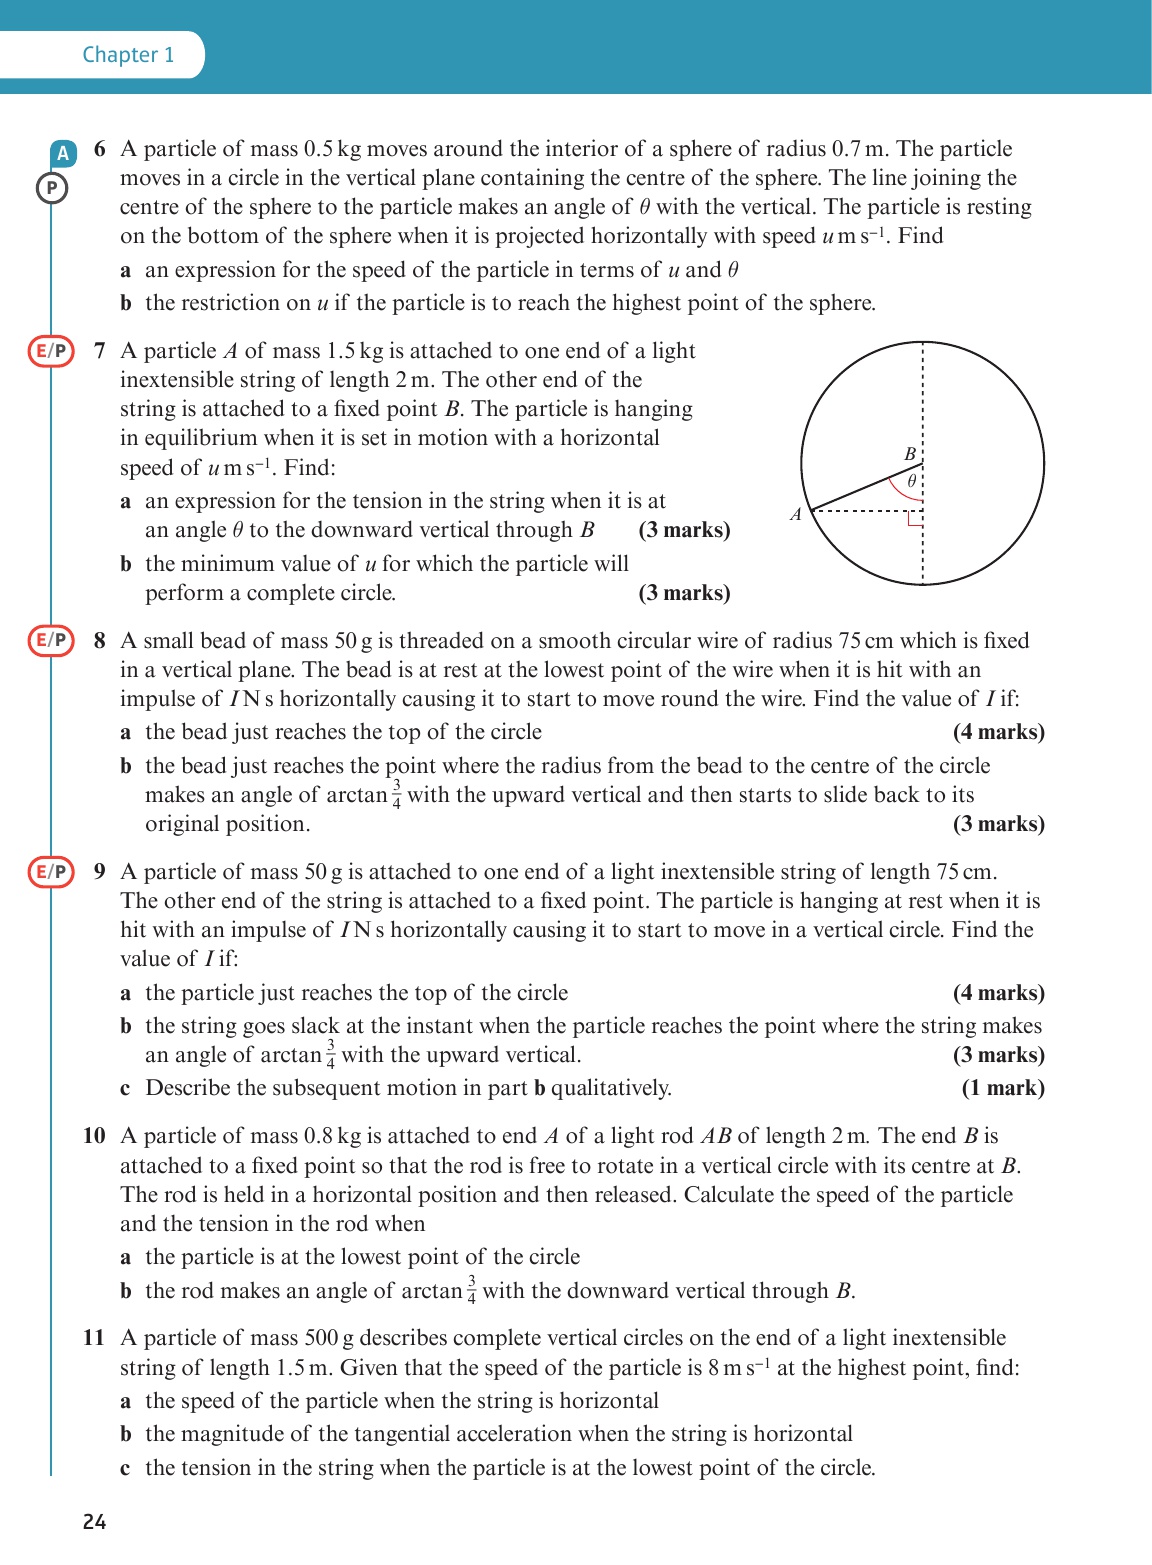 Chapter 1
A
P
6 A particle of mass 0.5 kg moves around the interior of a sphere of radius 0.7 m. The particle
moves in a circle in the vertical plane containing the centre of the sphere. The line joining the
centre of the sphere to the particle makes an angle of θ with the vertical. The particle is resting
on the bottom of the sphere when it is projected horizontally with speed u m s⁻¹. Find
a an expression for the speed of the particle in terms of u and θ
b the restriction on u if the particle is to reach the highest point of the sphere.
E/P
7 A particle A of mass 1.5 kg is attached to one end of a light
inextensible string of length 2 m. The other end of the
string is attached to a fixed point B. The particle is hanging
in equilibrium when it is set in motion with a horizontal
speed of u m s⁻¹. Find:
a an expression for the tension in the string when it is at
an angle θ to the downward vertical through B (3 marks)
b the minimum value of u for which the particle will
perform a complete circle. (3 marks)
B
θ
A
E/P
8 A small bead of mass 50 g is threaded on a smooth circular wire of radius 75 cm which is fixed
in a vertical plane. The bead is at rest at the lowest point of the wire when it is hit with an
impulse of I N s horizontally causing it to start to move round the wire. Find the value of I if:
a the bead just reaches the top of the circle (4 marks)
b the bead just reaches the point where the radius from the bead to the centre of the circle
makes an angle of arctan 3/4 with the upward vertical and then starts to slide back to its
original position. (3 marks)
E/P
9 A particle of mass 50 g is attached to one end of a light inextensible string of length 75 cm.
The other end of the string is attached to a fixed point. The particle is hanging at rest when it is
hit with an impulse of I N s horizontally causing it to start to move in a vertical circle. Find the
value of I if:
a the particle just reaches the top of the circle (4 marks)
b the string goes slack at the instant when the particle reaches the point where the string makes
an angle of arctan 3/4 with the upward vertical. (3 marks)
c Describe the subsequent motion in part b qualitatively. (1 mark)
10 A particle of mass 0.8 kg is attached to end A of a light rod AB of length 2 m. The end B is
attached to a fixed point so that the rod is free to rotate in a vertical circle with its centre at B.
The rod is held in a horizontal position and then released. Calculate the speed of the particle
and the tension in the rod when
a the particle is at the lowest point of the circle
b the rod makes an angle of arctan 3/4 with the downward vertical through B.
11 A particle of mass 500 g describes complete vertical circles on the end of a light inextensible
string of length 1.5 m. Given that the speed of the particle is 8 m s⁻¹ at the highest point, find:
a the speed of the particle when the string is horizontal
b the magnitude of the tangential acceleration when the string is horizontal
c the tension in the string when the particle is at the lowest point of the circle.
24